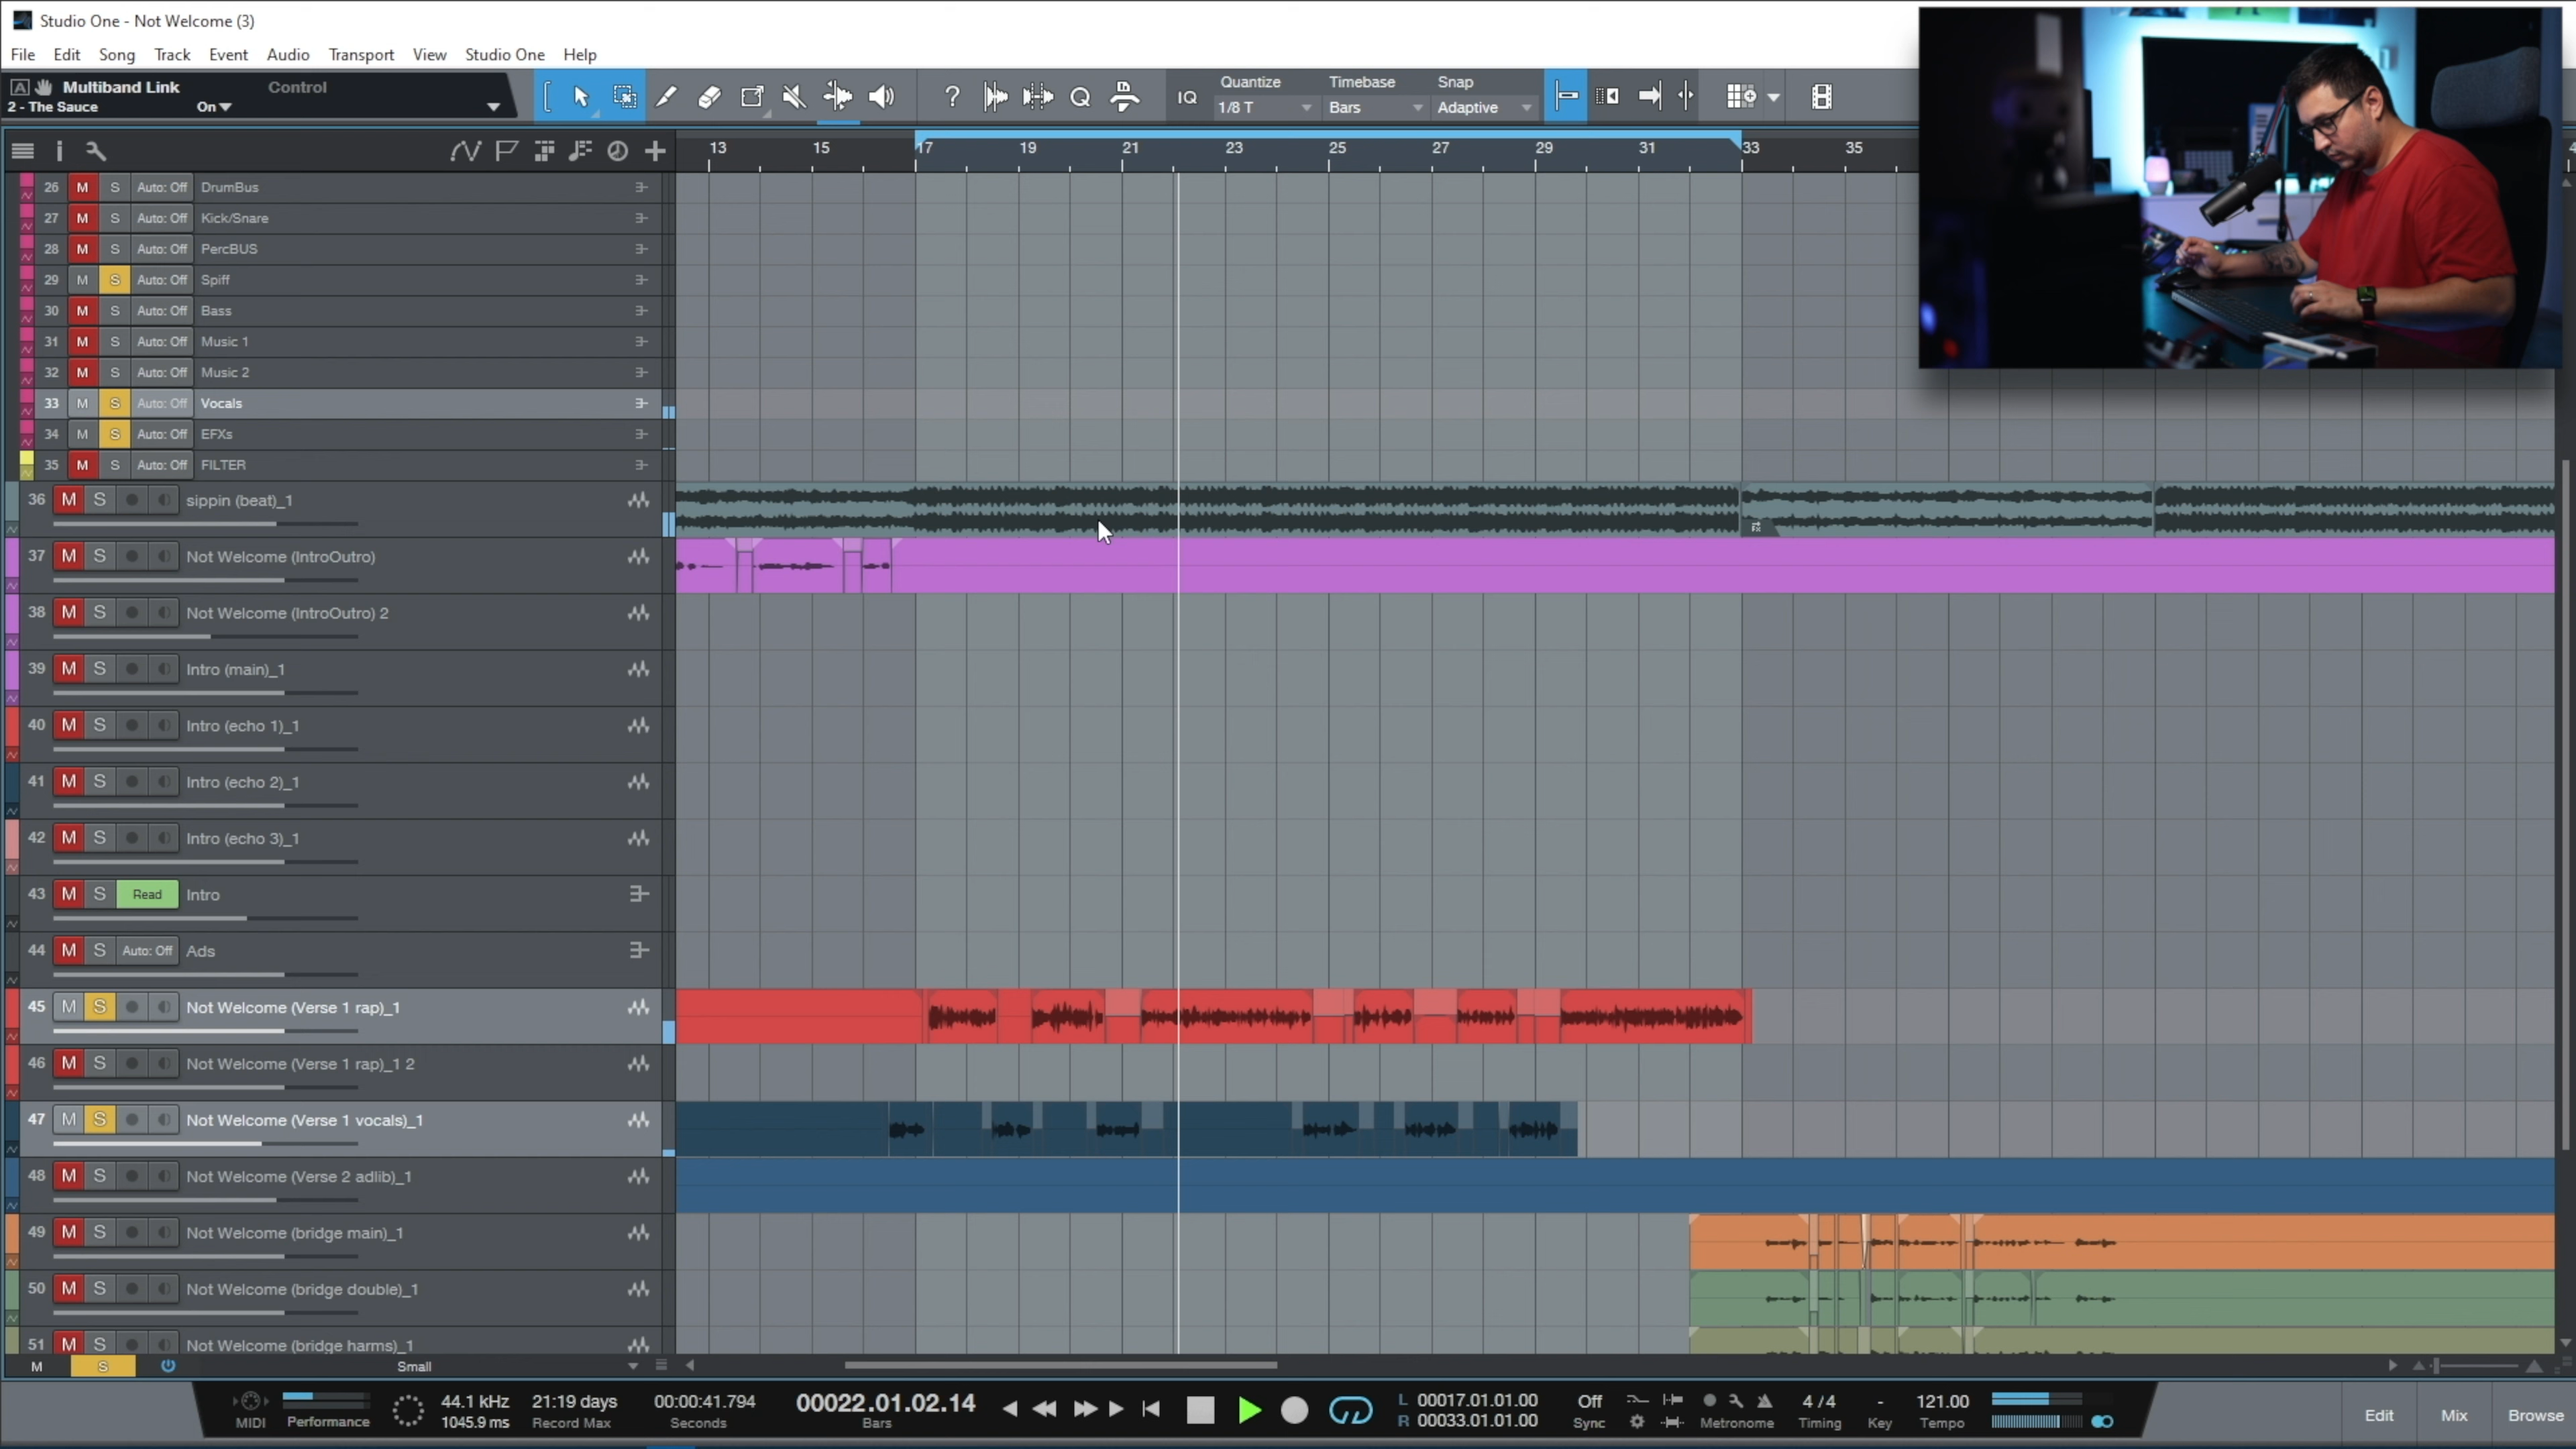 Studio One - Not Welcome (3)
File Edit Song Track Event Audio Transport View Studio One Help
A Multiband Link Control
2 - The Sauce On
IQ Quantize Timebase Snap
1/8 T Bars Adaptive
13 15 17 19 21 23 25 27 29 31 33 35
26 M S Auto: Off DrumBus
27 M S Auto: Off Kick/Snare
28 M S Auto: Off PercBUS
29 M S Auto: Off Spiff
30 M S Auto: Off Bass
31 M S Auto: Off Music 1
32 M S Auto: Off Music 2
33 M S Auto: Off Vocals
34 M S Auto: Off EFXs
35 M S Auto: Off FILTER
36 M S sippin (beat)_1
37 M S Not Welcome (IntroOutro)
38 M S Not Welcome (IntroOutro) 2
39 M S Intro (main)_1
40 M S Intro (echo 1)_1
41 M S Intro (echo 2)_1
42 M S Intro (echo 3)_1
43 M S Read Intro
44 M S Auto: Off Ads
45 M S Not Welcome (Verse 1 rap)_1
46 M S Not Welcome (Verse 1 rap)_1 2
47 M S Not Welcome (Verse 1 vocals)_1
48 M S Not Welcome (Verse 2 adlib)_1
49 M S Not Welcome (bridge main)_1
50 M S Not Welcome (bridge double)_1
51 M S Not Welcome (bridge harms)_1
M S Small
44.1 kHz 21:19 days 00:00:41.794 00022.01.02.14 L 00017.01.01.00 Off 4 / 4 - 121.00
MIDI Performance 1045.9 ms Record Max Seconds Bars R 00033.01.01.00 Sync Metronome Timing Key Tempo
Edit Mix Browse